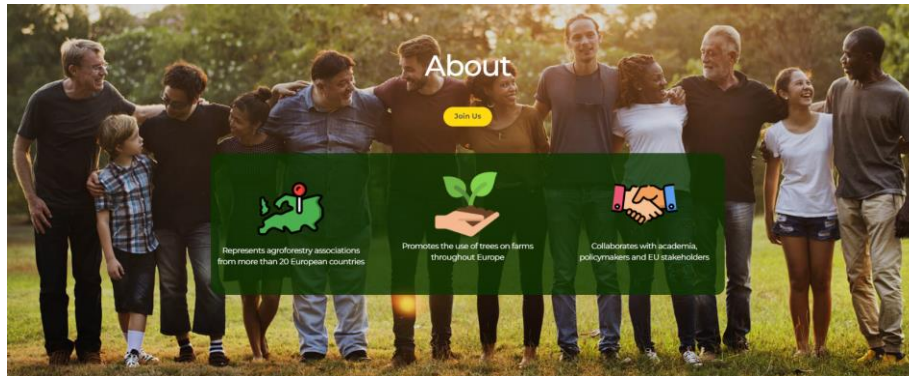 About
Join Us
Represents agroforestry associations
from more than 20 European countries
Promotes the use of trees on farms
throughout Europe
Collaborates with academia,
policymakers and EU stakeholders